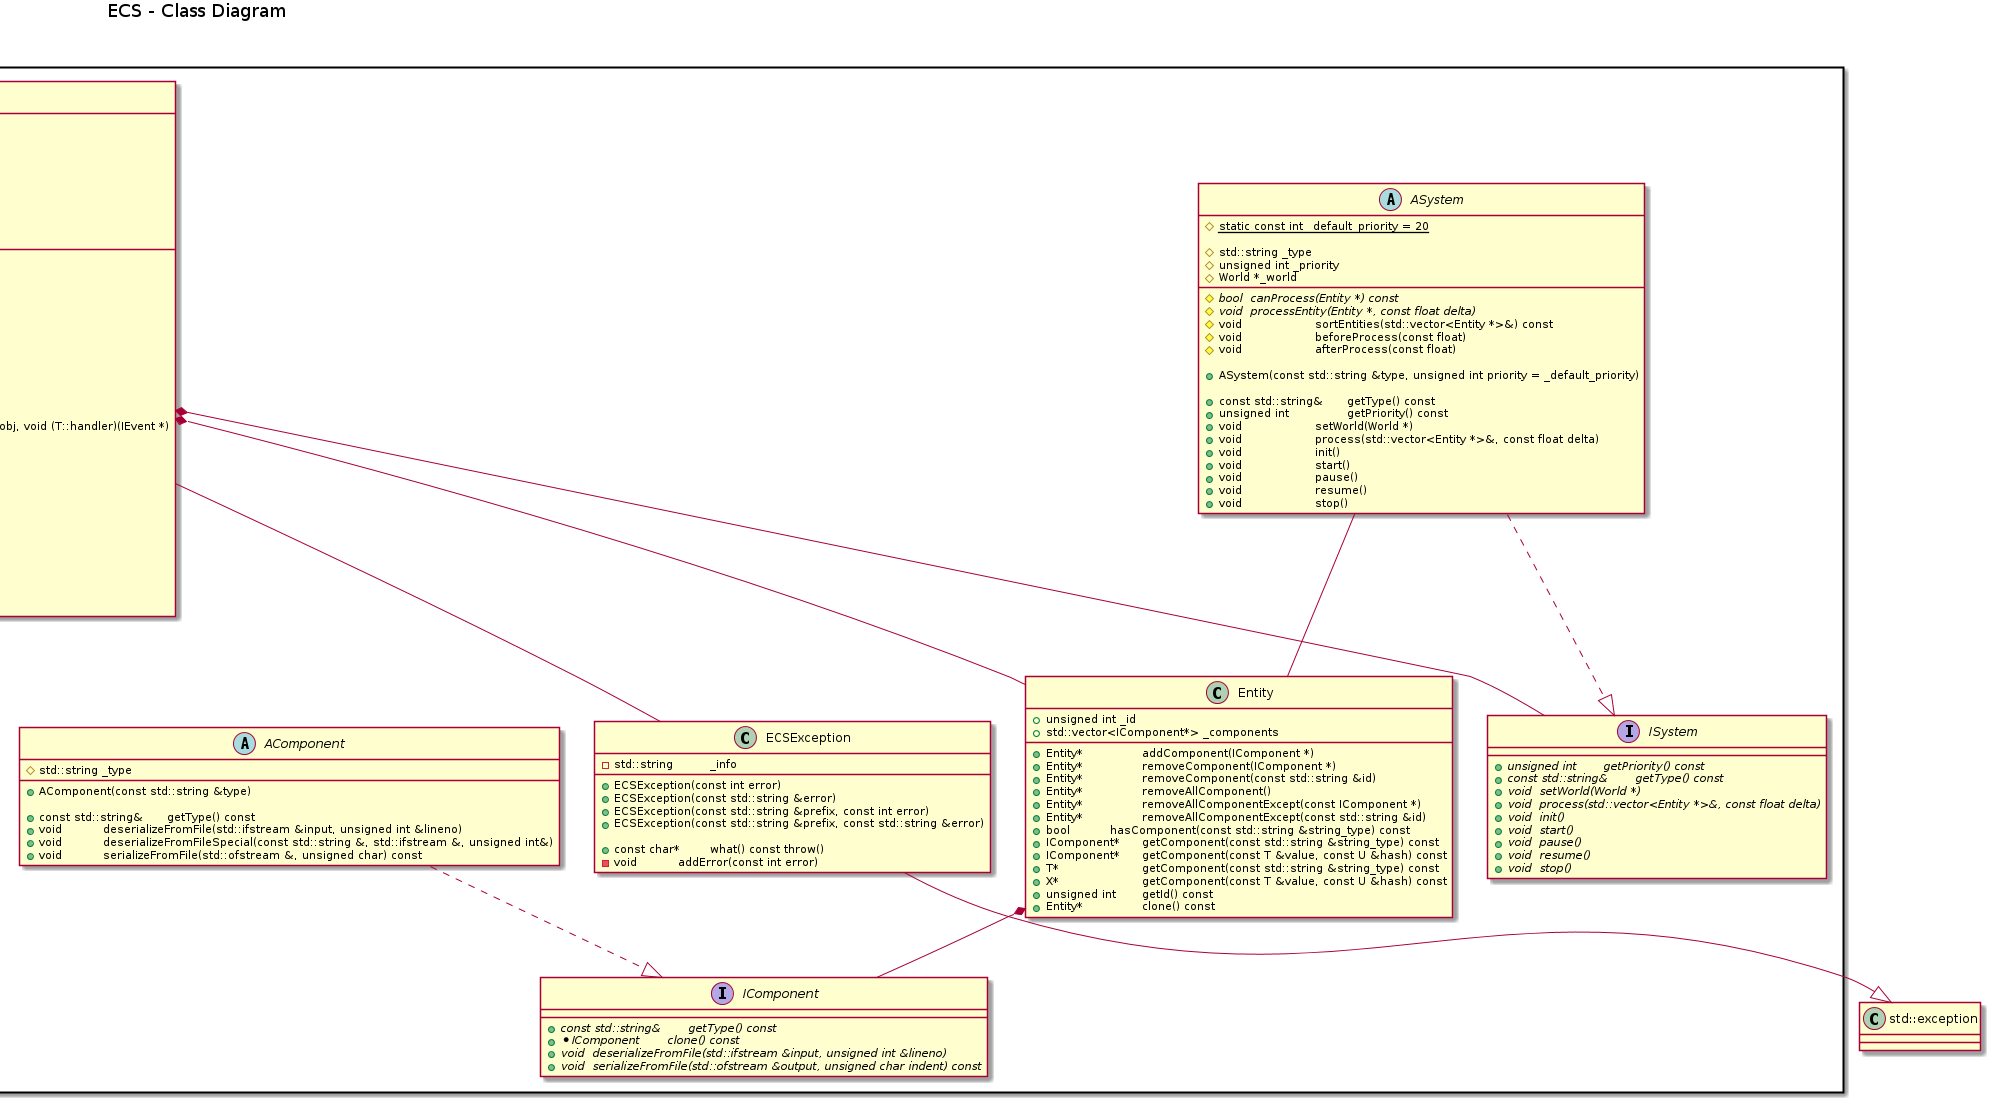 ECS - Class Diagram
obj, void (T::handler)(IEvent *)
A ASystem
static const int _default_priority = 20
std::string _type
unsigned int _priority
World *_world
bool canProcess(Entity *) const
void processEntity(Entity *, const float delta)
void sortEntities(std::vector<Entity *>&) const
void beforeProcess(const float)
void afterProcess(const float)
ASystem(const std::string &type, unsigned int priority = _default_priority)
const std::string& getType() const
unsigned int getPriority() const
void setWorld(World *)
void process(std::vector<Entity *>&, const float delta)
void init()
void start()
void pause()
void resume()
void stop()
A AComponent
std::string _type
AComponent(const std::string &type)
const std::string& getType() const
void deserializeFromFile(std::ifstream &input, unsigned int &lineno)
void deserializeFromFileSpecial(const std::string &, std::ifstream &, unsigned int&)
void serializeFromFile(std::ofstream &, unsigned char) const
C ECSException
std::string _info
ECSException(const int error)
ECSException(const std::string &error)
ECSException(const std::string &prefix, const int error)
ECSException(const std::string &prefix, const std::string &error)
const char* what() const throw()
void addError(const int error)
C Entity
unsigned int _id
std::vector<IComponent*> _components
Entity* addComponent(IComponent *)
Entity* removeComponent(IComponent *)
Entity* removeComponent(const std::string &id)
Entity* removeAllComponent()
Entity* removeAllComponentExcept(const IComponent *)
Entity* removeAllComponentExcept(const std::string &id)
bool hasComponent(const std::string &string_type) const
IComponent* getComponent(const std::string &string_type) const
IComponent* getComponent(const T &value, const U &hash) const
T* getComponent(const std::string &string_type) const
X* getComponent(const T &value, const U &hash) const
unsigned int getId() const
Entity* clone() const
I ISystem
unsigned int getPriority() const
const std::string& getType() const
void setWorld(World *)
void process(std::vector<Entity *>&, const float delta)
void init()
void start()
void pause()
void resume()
void stop()
I IComponent
const std::string& getType() const
•IComponent clone() const
void deserializeFromFile(std::ifstream &input, unsigned int &lineno)
void serializeFromFile(std::ofstream &output, unsigned char indent) const
C std::exception